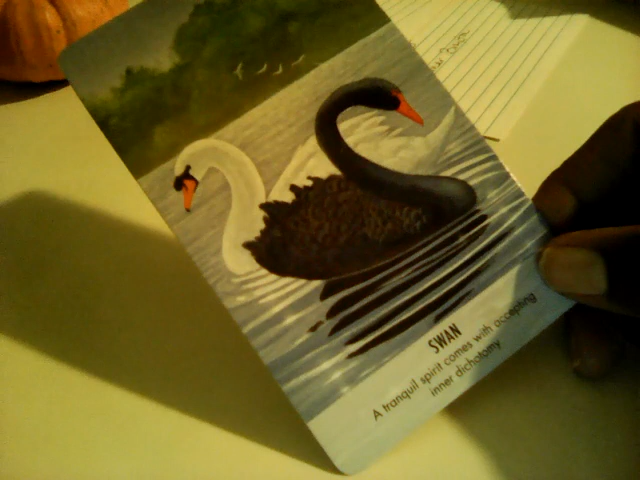 SWAN
A tranquil spirit comes with accepting
inner dichotomy